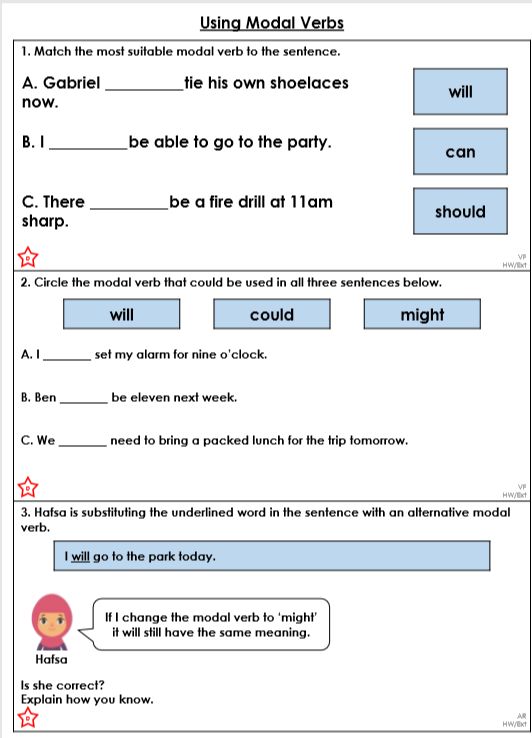 Using Modal Verbs
1. Match the most suitable modal verb to the sentence.
A. Gabriel _________tie his own shoelaces
now.
will
B. I _________be able to go to the party.
can
C. There _________be a fire drill at 11am
sharp.
should
VF
HW/Ext
2. Circle the modal verb that could be used in all three sentences below.
will
could
might
A. I _______ set my alarm for nine o'clock.
B. Ben _______ be eleven next week.
C. We _______ need to bring a packed lunch for the trip tomorrow.
VF
HW/Ext
3. Hafsa is substituting the underlined word in the sentence with an alternative modal
verb.
I will go to the park today.
If I change the modal verb to 'might'
it will still have the same meaning.
Hafsa
Is she correct?
Explain how you know.
AR
HW/Ext